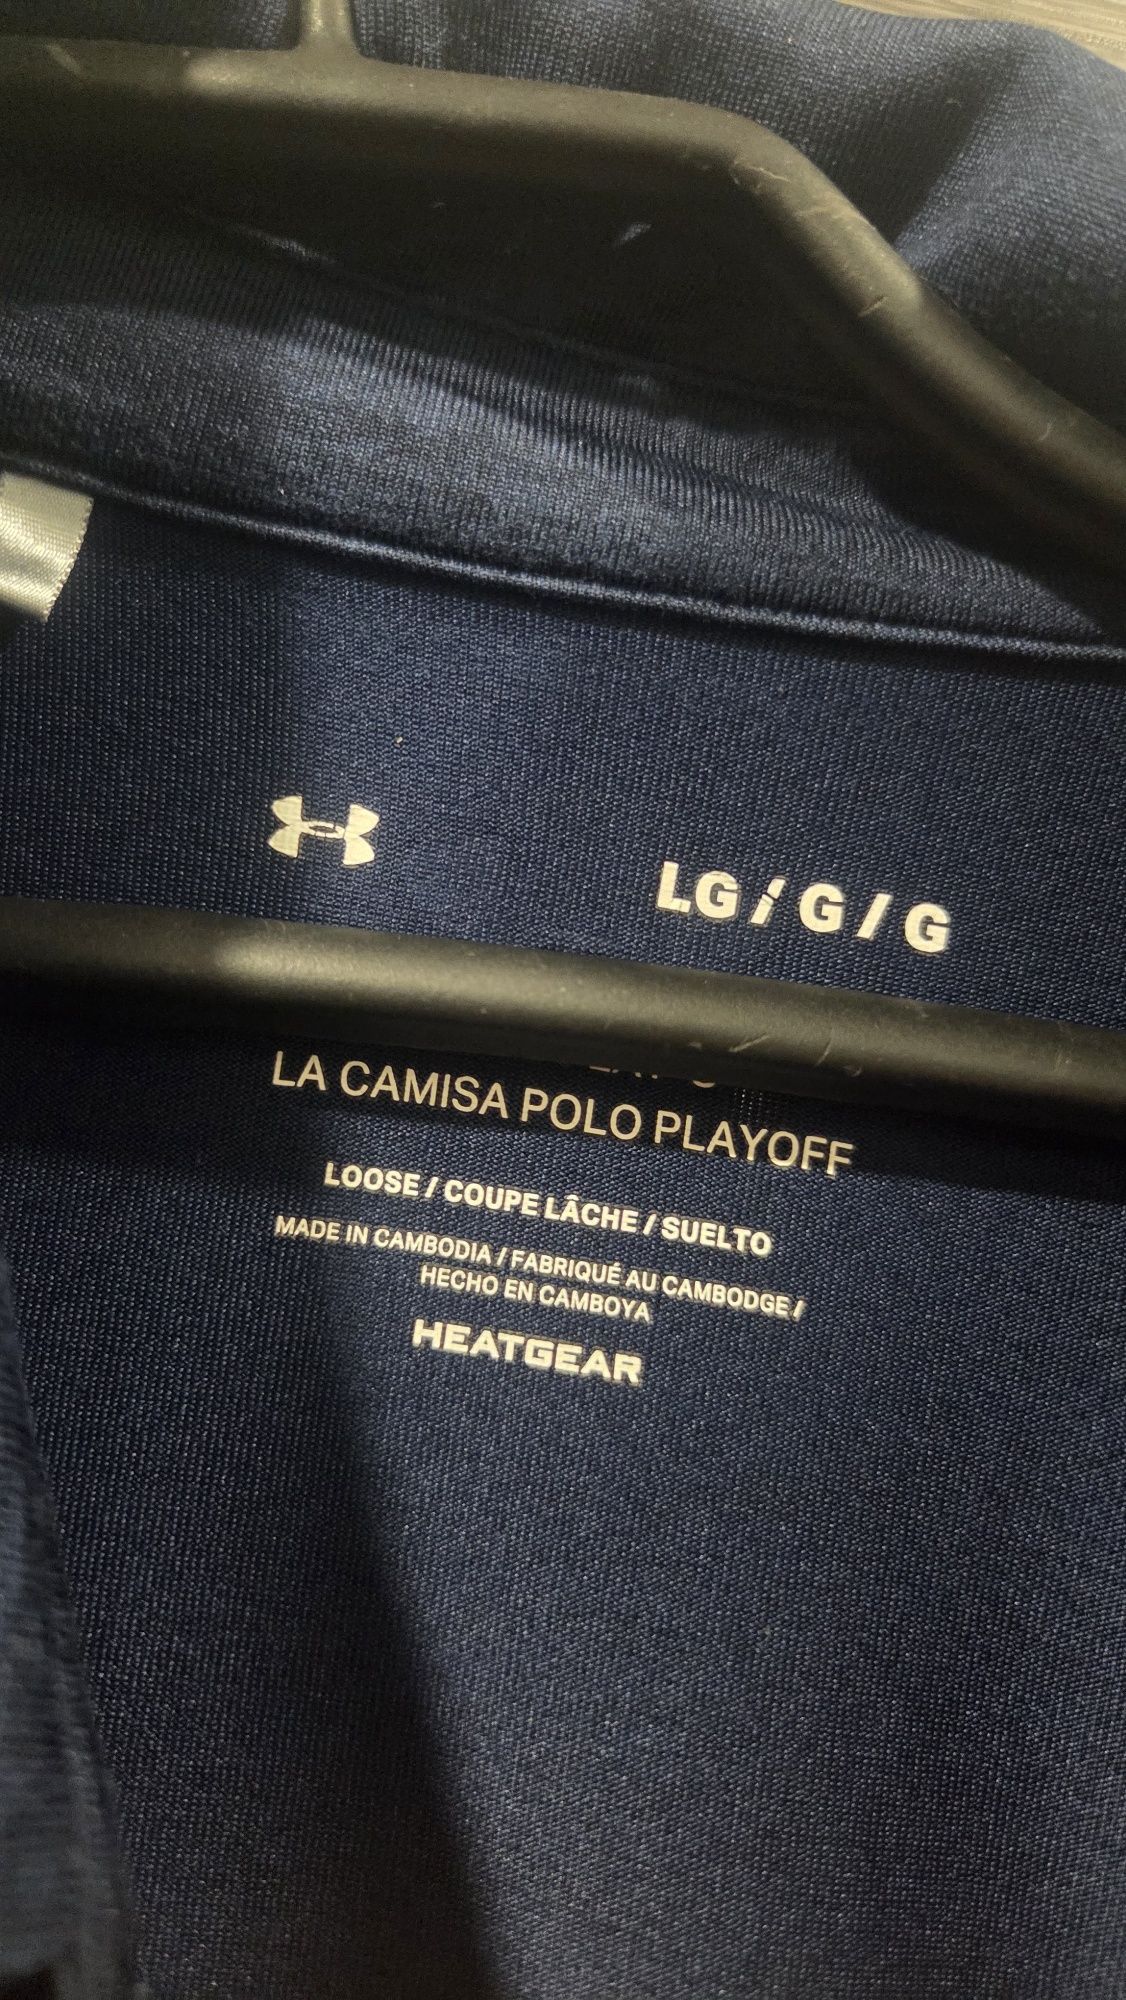 LG / G / G
LA CAMISA POLO PLAYOFF
LOOSE / COUPE LÂCHE / SUELTO
MADE IN CAMBODIA / FABRIQUÉ AU CAMBODGE /
HECHO EN CAMBOYA
HEATGEAR